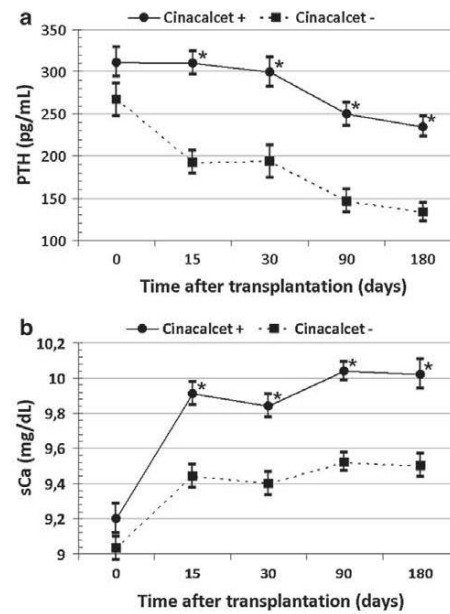 a
Cinacalcet + Cinacalcet -
350
300
250
200
150
100
PTH (pg/mL)
* * * *
0 15 30 90 180
Time after transplantation (days)
b
Cinacalcet + Cinacalcet -
10,2
10
9,8
9,6
9,4
9,2
9
sCa (mg/dL)
* * * *
0 15 30 90 180
Time after transplantation (days)